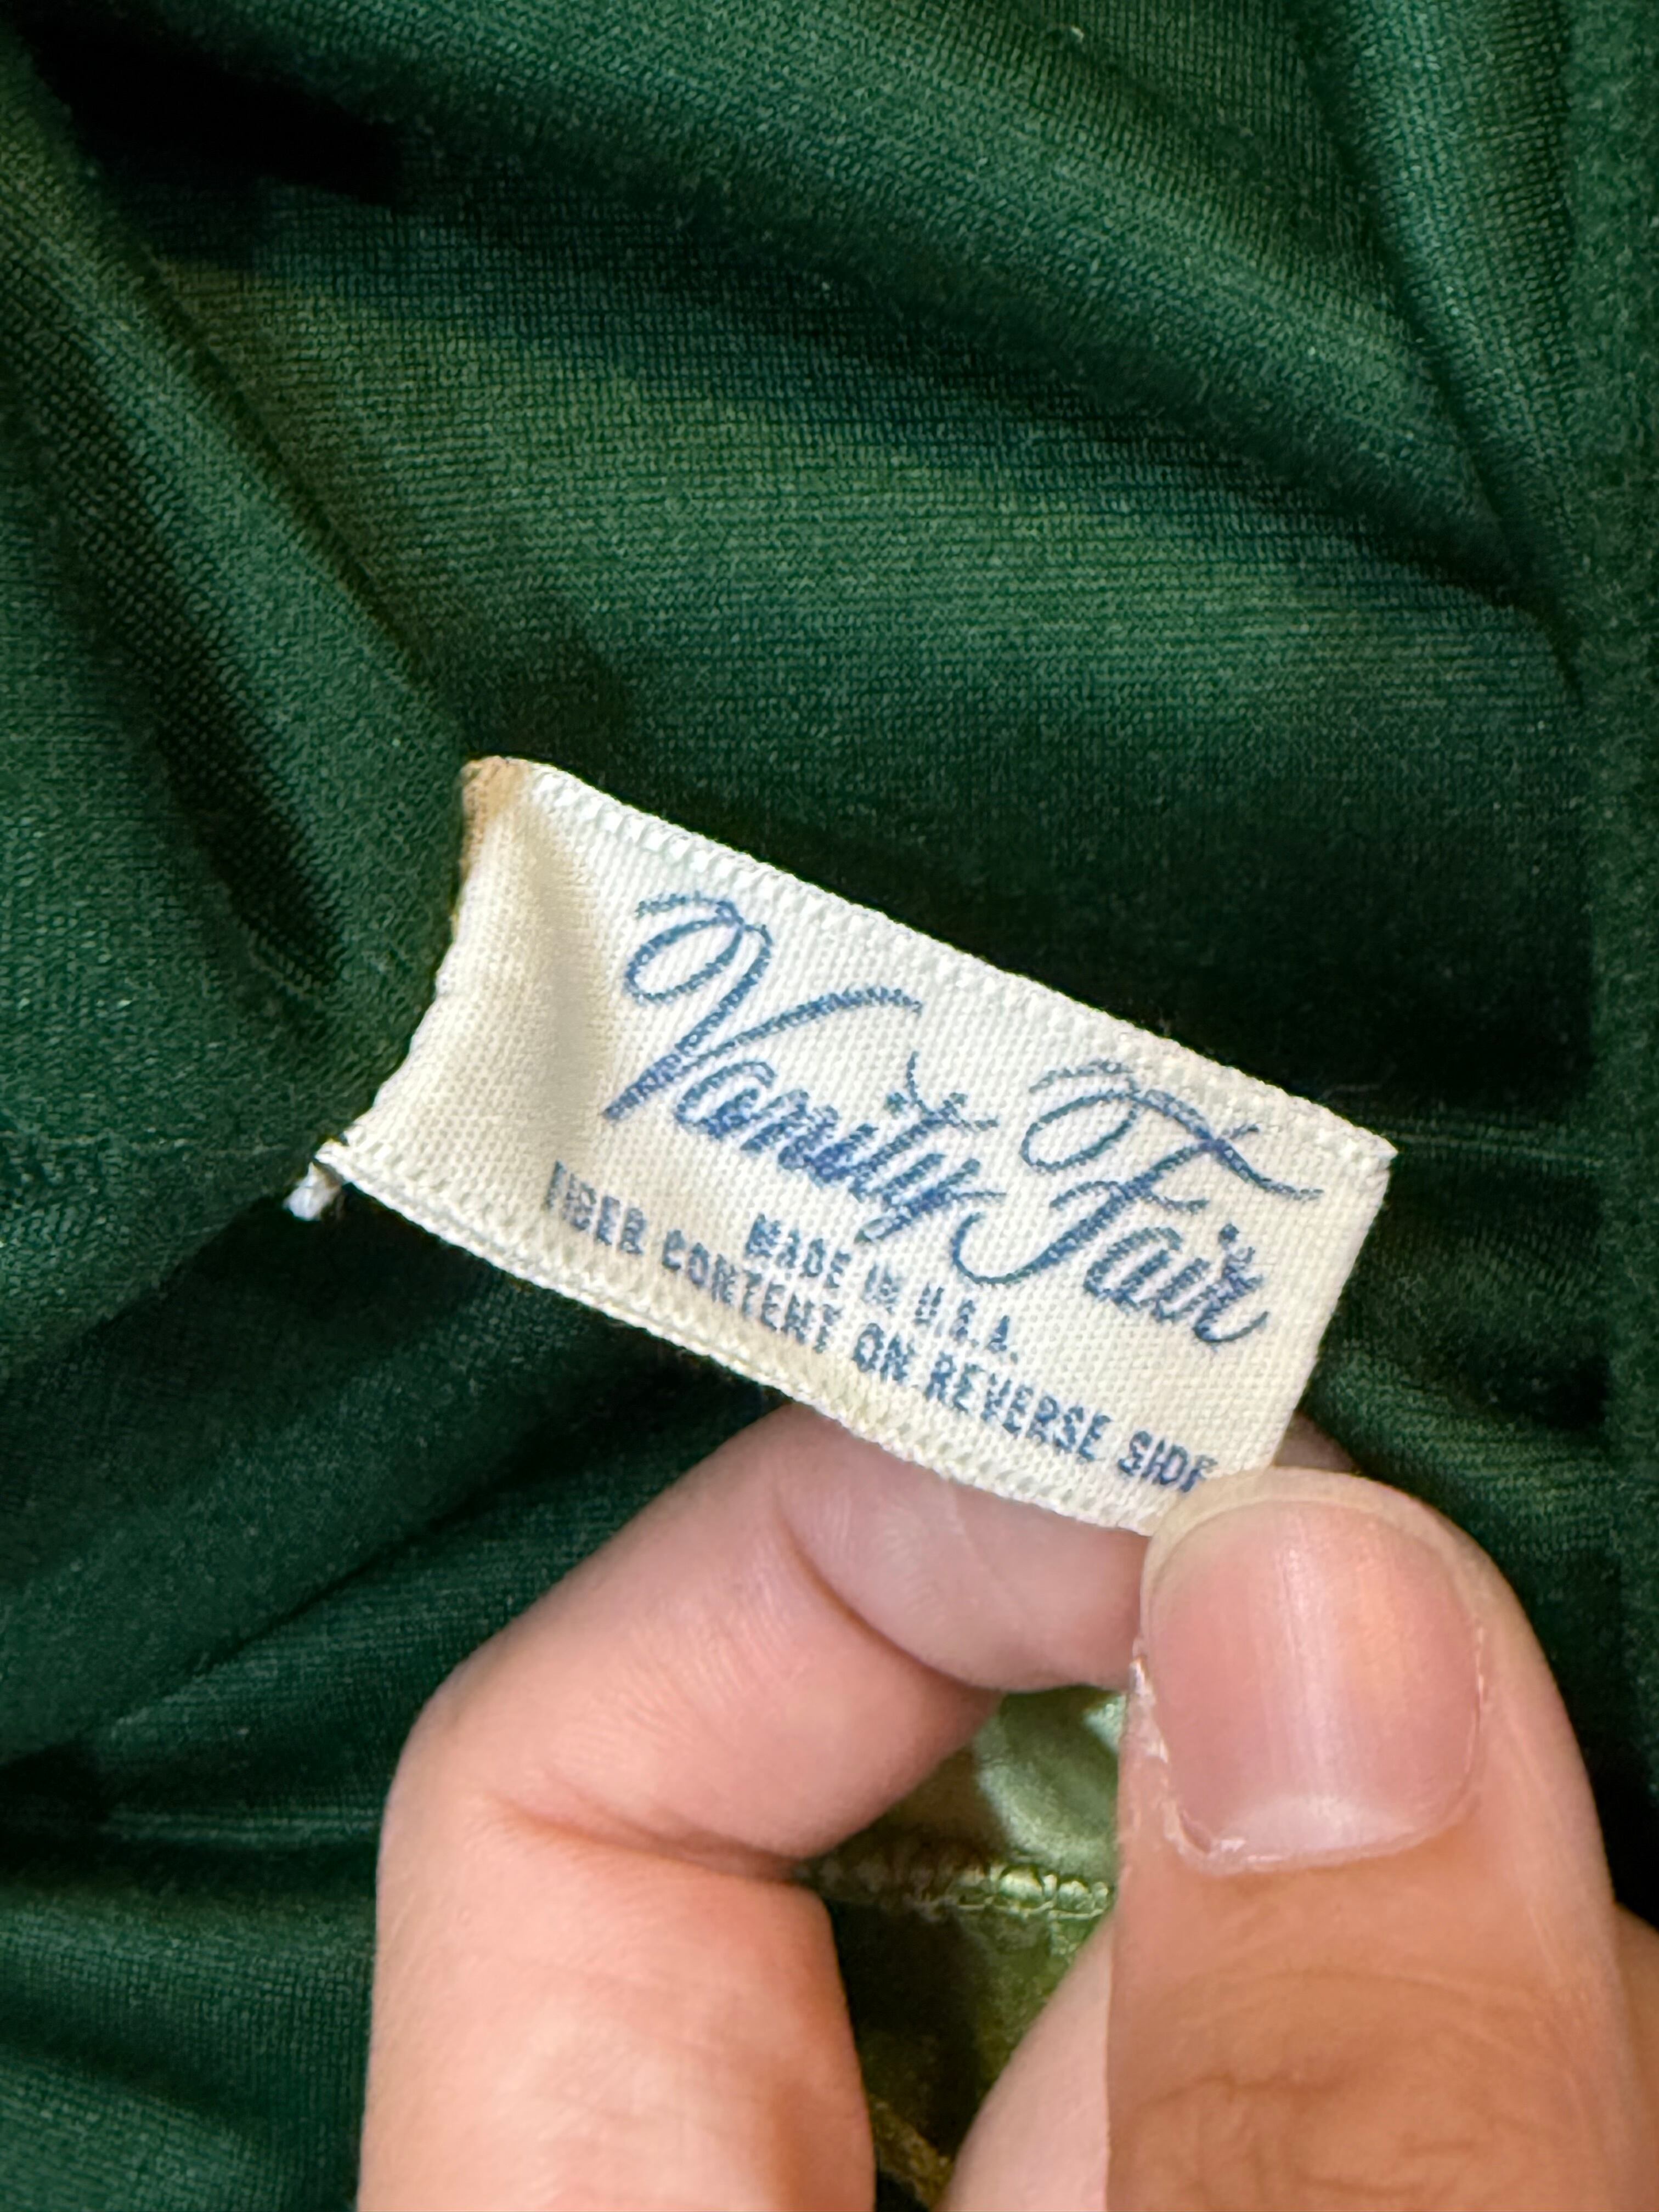 Vanity Fair
MADE IN U.S.A.
FIBER CONTENT ON REVERSE SIDE